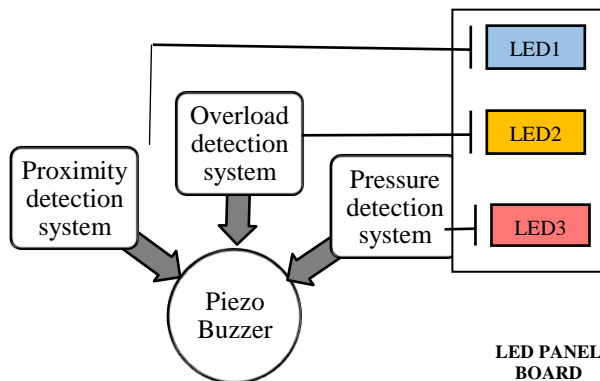 LED1
Overload
detection
system
LED2
Proximity
detection
system
Pressure
detection
system
LED3
Piezo
Buzzer
LED PANEL
BOARD